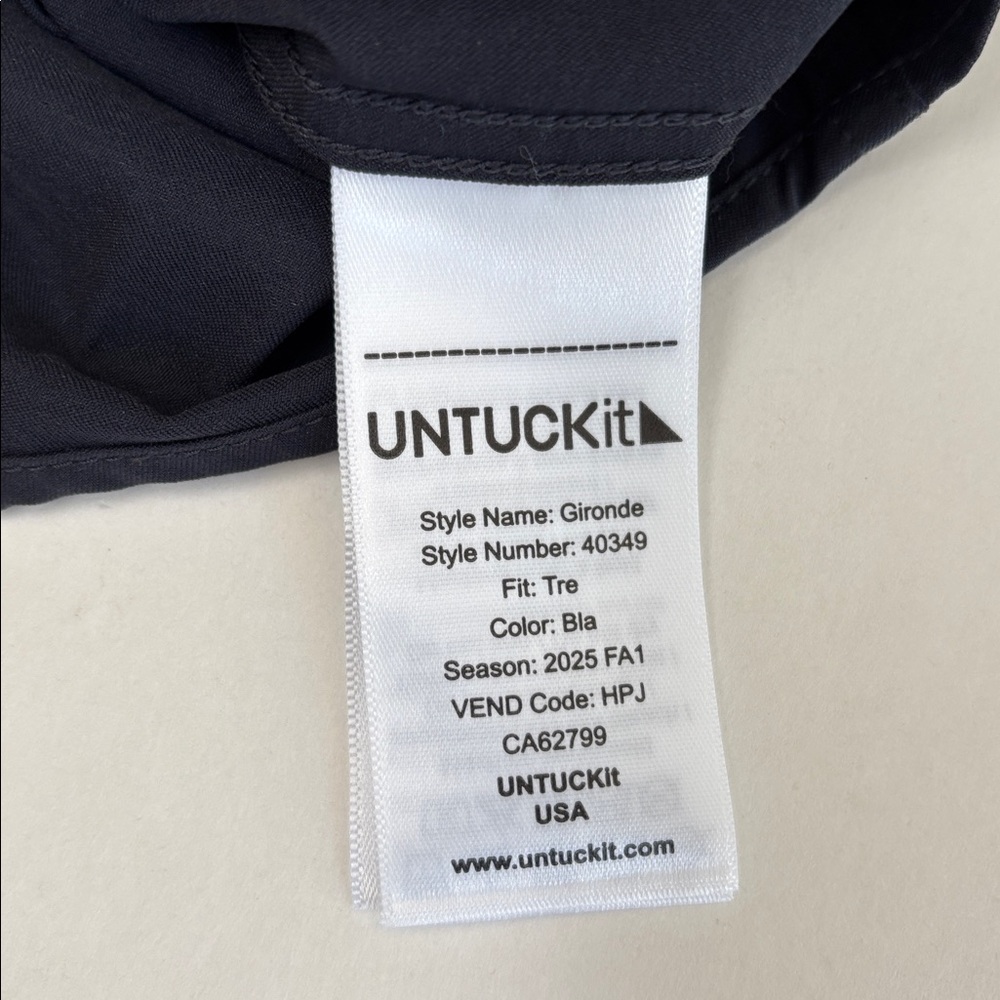 UNTUCKit
Style Name: Gironde
Style Number: 40349
Fit: Tre
Color: Bla
Season: 2025 FA1
VEND Code: HPJ
CA62799
UNTUCKit
USA
www.untuckit.com